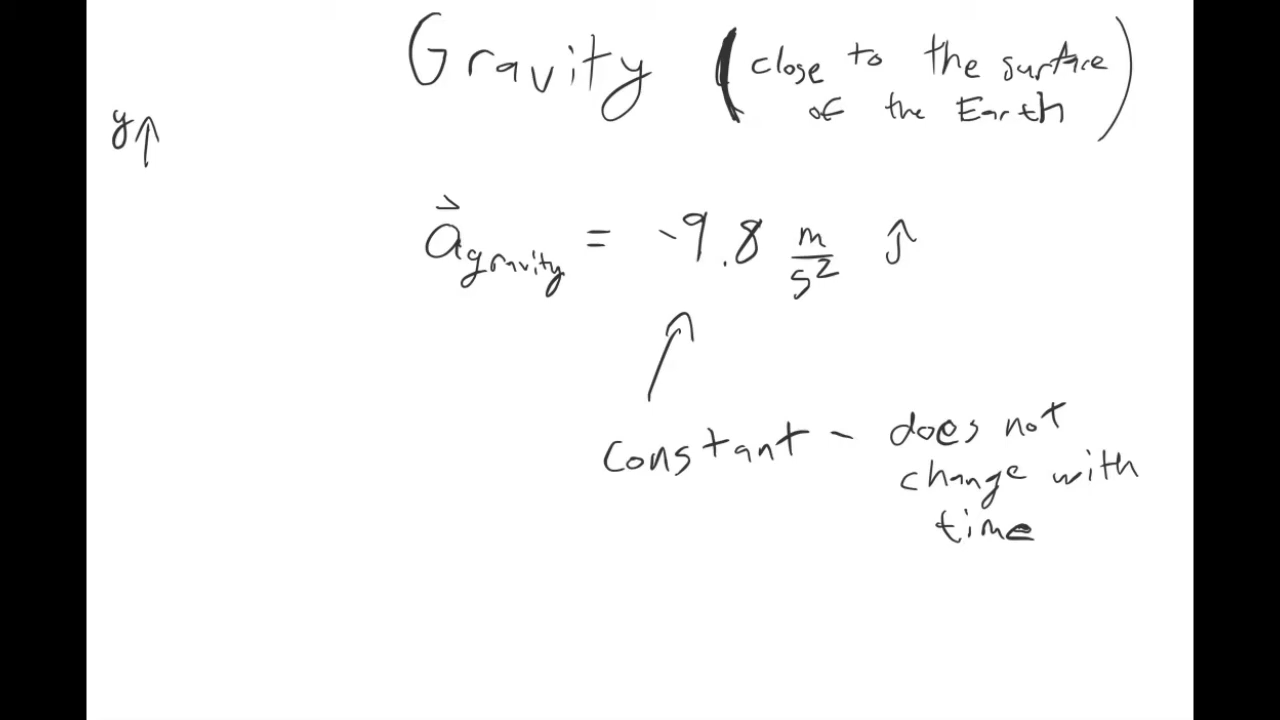 Gravity (close to the surface
of the Earth)
y↑
a⃗gravity = -9.8 m/s² ĵ
constant - does not
change with
time